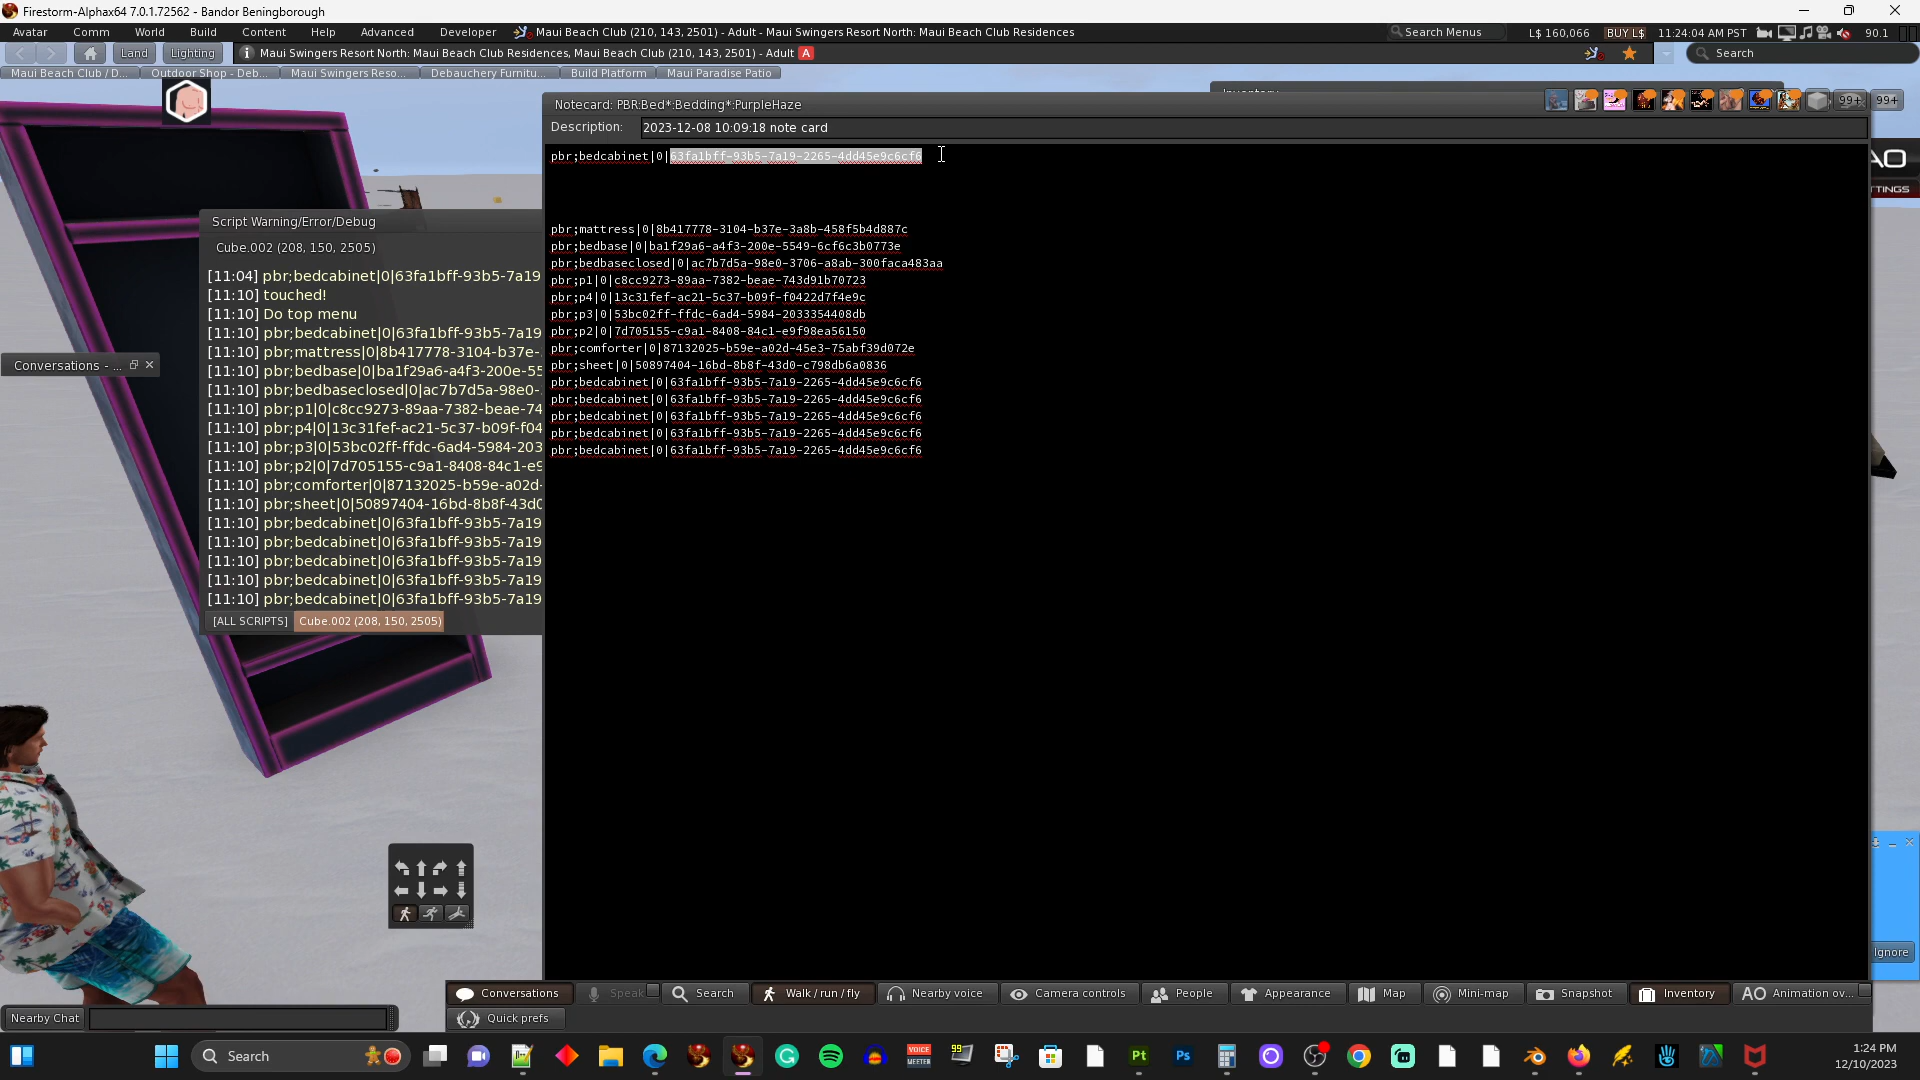 Firestorm-Alphax64 7.0.1.72562 - Bandor Beningborough
Avatar Comm World Build Content Help Advanced Developer Maui Beach Club (210, 143, 2501) - Adult - Maui Swingers Resort North: Maui Beach Club Residences Search Menus L$ 160,066 BUY L$ 11:24:04 AM PST 90.1
Land Lighting Maui Swingers Resort North: Maui Beach Club Residences, Maui Beach Club (210, 143, 2501) - Adult A Search
Maui Beach Club / D... Outdoor Shop - Deb... Maui Swingers Reso... Debauchery Furnitu... Build Platform Maui Paradise Patio
Notecard: PBR:Bed*:Bedding*:PurpleHaze
99+ 99+
Description: 2023-12-08 10:09:18 note card
pbr;bedcabinet|0|63fa1bff-93b5-7a19-2265-4dd45e9c6cf6
AO
TTINGS
pbr;mattress|0|8b417778-3104-b37e-3a8b-458f5b4d887c
pbr;bedbase|0|ba1f29a6-a4f3-200e-5549-6cf6c3b0773e
pbr;bedbaseclosed|0|ac7b7d5a-98e0-3706-a8ab-300faca483aa
pbr;p1|0|c8cc9273-89aa-7382-beae-743d91b70723
pbr;p4|0|13c31fef-ac21-5c37-b09f-f0422d7f4e9c
pbr;p3|0|53bc02ff-ffdc-6ad4-5984-2033354408db
pbr;p2|0|7d705155-c9a1-8408-84c1-e9f98ea56150
pbr;comforter|0|87132025-b59e-a02d-45e3-75abf39d072e
pbr;sheet|0|50897404-16bd-8b8f-43d0-c798db6a0836
pbr;bedcabinet|0|63fa1bff-93b5-7a19-2265-4dd45e9c6cf6
pbr;bedcabinet|0|63fa1bff-93b5-7a19-2265-4dd45e9c6cf6
pbr;bedcabinet|0|63fa1bff-93b5-7a19-2265-4dd45e9c6cf6
pbr;bedcabinet|0|63fa1bff-93b5-7a19-2265-4dd45e9c6cf6
pbr;bedcabinet|0|63fa1bff-93b5-7a19-2265-4dd45e9c6cf6
Script Warning/Error/Debug
Cube.002 (208, 150, 2505)
[11:04] pbr;bedcabinet|0|63fa1bff-93b5-7a19
[11:10] touched!
[11:10] Do top menu
[11:10] pbr;bedcabinet|0|63fa1bff-93b5-7a19
[11:10] pbr;mattress|0|8b417778-3104-b37e-
[11:10] pbr;bedbase|0|ba1f29a6-a4f3-200e-55
[11:10] pbr;bedbaseclosed|0|ac7b7d5a-98e0-
[11:10] pbr;p1|0|c8cc9273-89aa-7382-beae-74
[11:10] pbr;p4|0|13c31fef-ac21-5c37-b09f-f04
[11:10] pbr;p3|0|53bc02ff-ffdc-6ad4-5984-203
[11:10] pbr;p2|0|7d705155-c9a1-8408-84c1-e9
[11:10] pbr;comforter|0|87132025-b59e-a02d-
[11:10] pbr;sheet|0|50897404-16bd-8b8f-43d0
[11:10] pbr;bedcabinet|0|63fa1bff-93b5-7a19
[11:10] pbr;bedcabinet|0|63fa1bff-93b5-7a19
[11:10] pbr;bedcabinet|0|63fa1bff-93b5-7a19
[11:10] pbr;bedcabinet|0|63fa1bff-93b5-7a19
[11:10] pbr;bedcabinet|0|63fa1bff-93b5-7a19
[ALL SCRIPTS] Cube.002 (208, 150, 2505)
Conversations - ...
Ignore
Conversations Speak Search Walk / run / fly Nearby voice Camera controls People Appearance Map Mini-map Snapshot Inventory AO Animation ov...
Nearby Chat Quick prefs
Search VOICE MEETER 99 Pt Ps
1:24 PM
12/10/2023